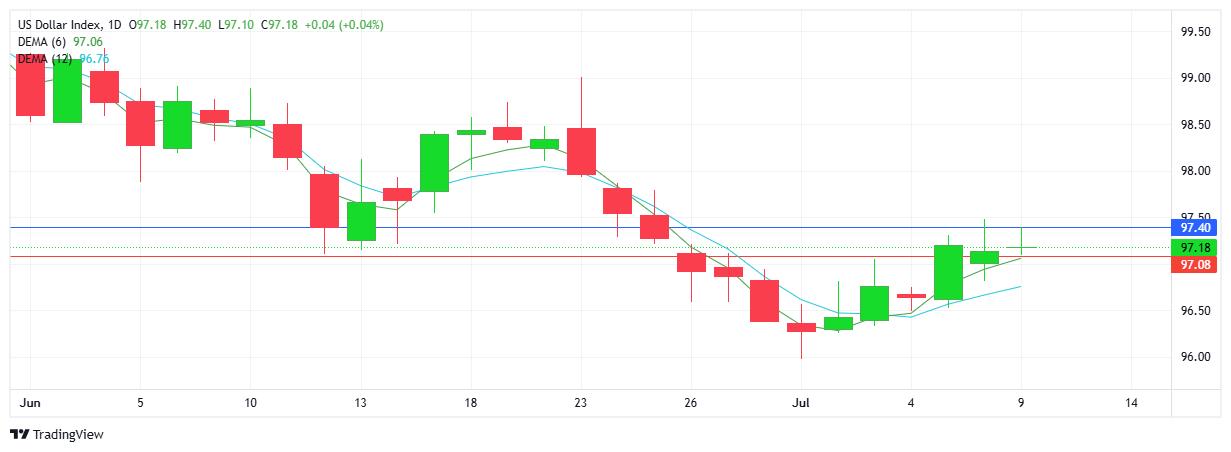 US Dollar Index, 1D O97.18 H97.40 L97.10 C97.18 +0.04 (+0.04%)
DEMA (6) 97.06
DEMA (12) 96.76
99.50
99.00
98.50
98.00
97.50
97.40
97.18
97.08
96.50
96.00
Jun 5 10 13 18 23 26 Jul 4 9 14
TradingView